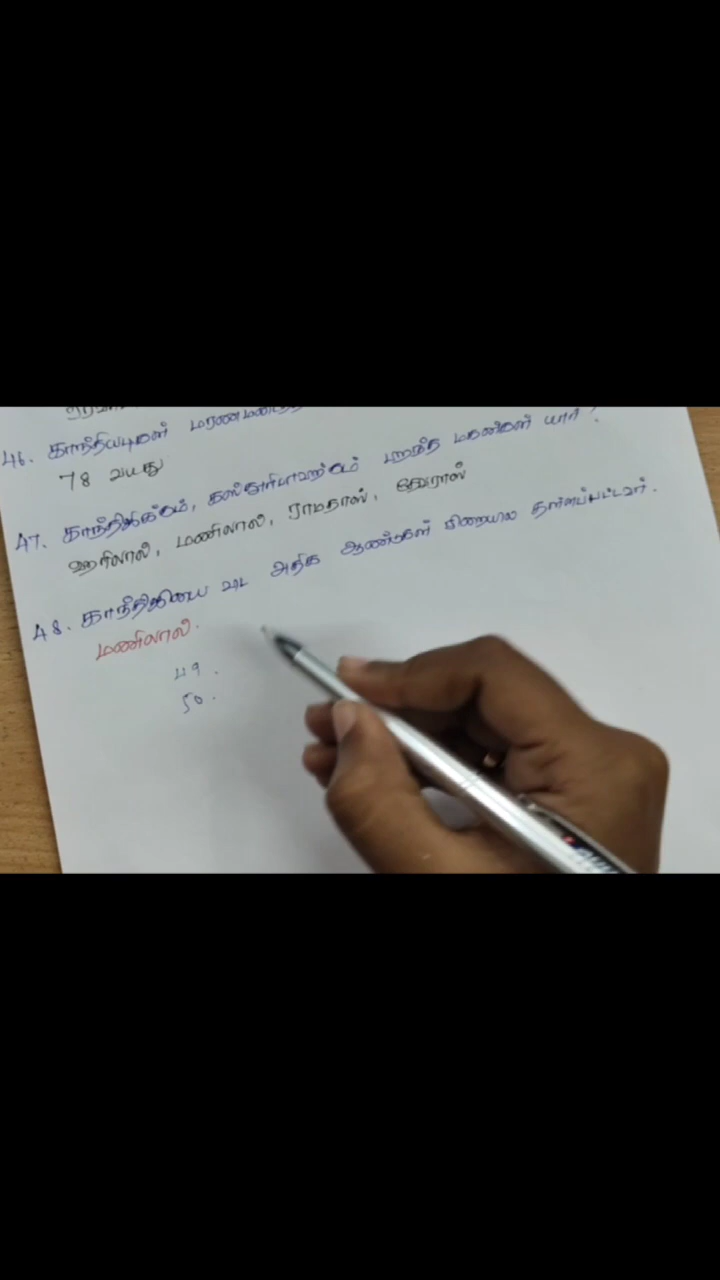 46. காந்தியடிகள்
78 வயது
47. காந்திஜிக்கும், கஸ்தூரிபாவுக்கும் பிறந்த மகன்கள் யார்?
ஹரிலால், மணிலால், ராமதாஸ், தேவதாஸ்
48. காந்திஜியை விட அதிக ஆண்டுகள் சிறையில தள்ளப்பட்டவர்.
மணிலால்.
49.
50.